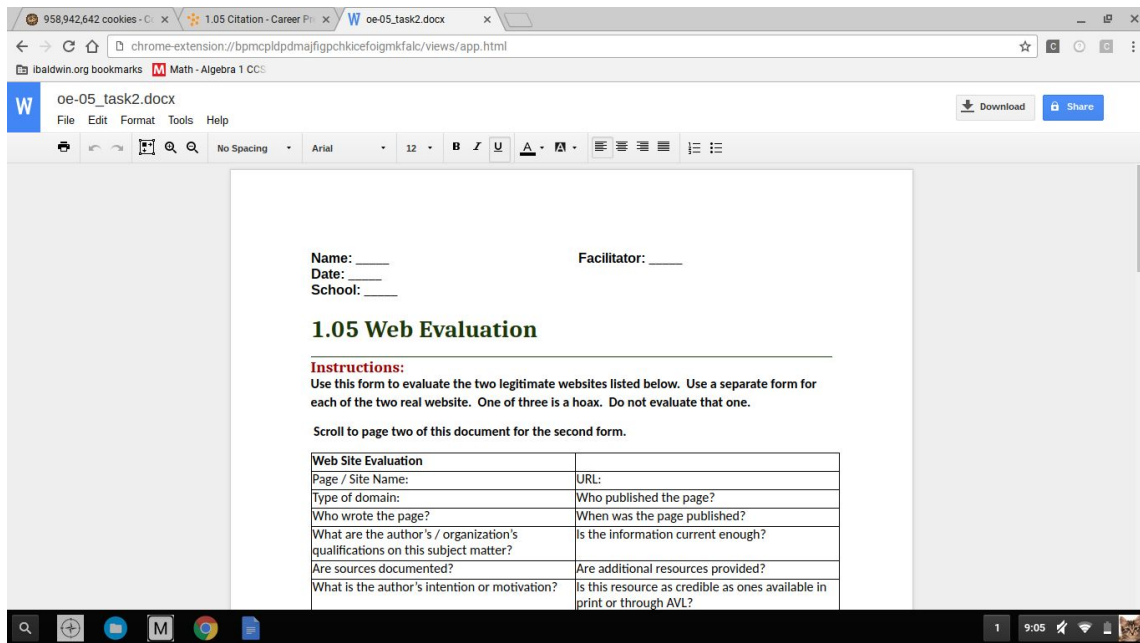 958,942,642 cookies - C
1.05 Citation - Career Pr
W oe-05_task2.docx
chrome-extension://bpmcpldpdmajfigpchkicefoigmkfalc/views/app.html
ibaldwin.org bookmarks M Math - Algebra 1 CCS
W oe-05_task2.docx
File Edit Format Tools Help
Download Share
No Spacing Arial 12 B I U A A
Name: _____ Facilitator: _____
Date: _____
School: _____
1.05 Web Evaluation
Instructions:
Use this form to evaluate the two legitimate websites listed below. Use a separate form for
each of the two real website. One of three is a hoax. Do not evaluate that one.
Scroll to page two of this document for the second form.
Web Site Evaluation
Page / Site Name: URL:
Type of domain: Who published the page?
Who wrote the page? When was the page published?
What are the author's / organization's Is the information current enough?
qualifications on this subject matter?
Are sources documented? Are additional resources provided?
What is the author's intention or motivation? Is this resource as credible as ones available in
print or through AVL?
M 1 9:05